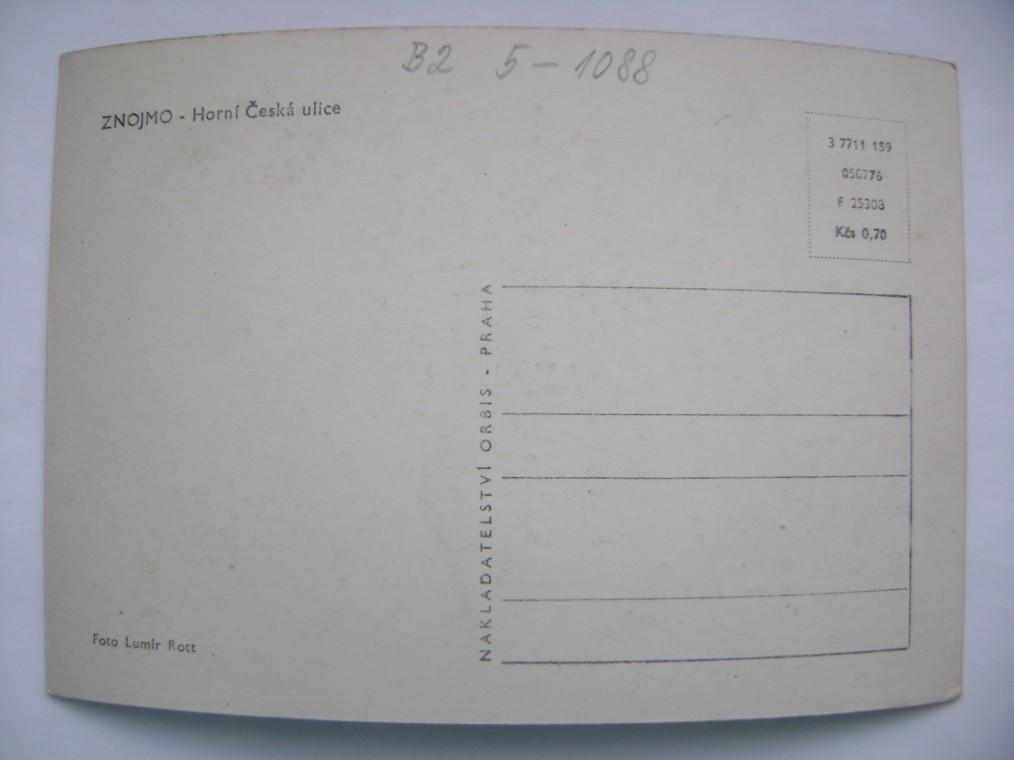 B2 5 - 1088
ZNOJMO - Horní Česká ulice
3 7711 159
050776
F 25308
Kčs 0,70
NAKLADATELSTVÍ ORBIS - PRAHA
Foto Lumír Rott